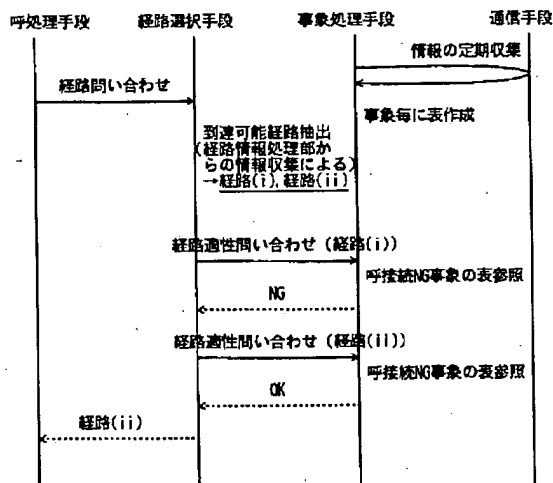 呼処理手段
経路選択手段
事象処理手段
通信手段
情報の定期収集
経路問い合わせ
事象毎に表作成
到達可能経路抽出
(経路情報処理部か
らの情報収集による)
→経路(i), 経路(ii)
経路適性問い合わせ(経路(i))
呼接続NG事象の表参照
NG
経路適性問い合わせ(経路(ii))
呼接続NG事象の表参照
OK
経路(ii)